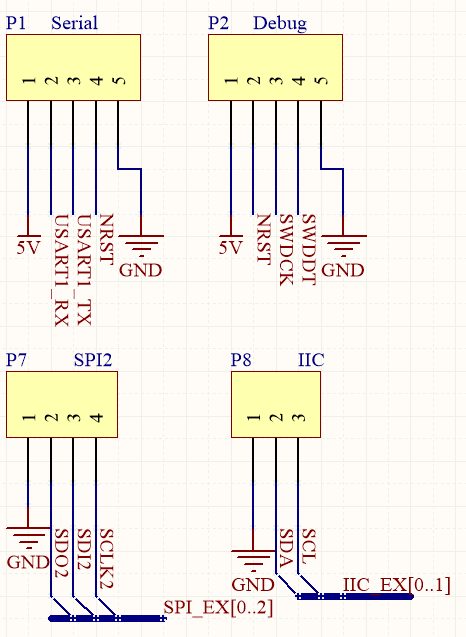 P1 Serial
1 2 3 4 5
USART1_RX
USART1_TX
NRST
5V
GND
P2 Debug
1 2 3 4 5
NRST
SWDCK
SWDDT
5V
GND
P7 SPI2
1 2 3 4
SDO2
SDI2
SCLK2
GND
SPI_EX[0..2]
P8 IIC
1 2 3
SDA
SCL
GND
IIC_EX[0..1]